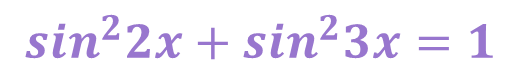 sin²2x + sin²3x = 1